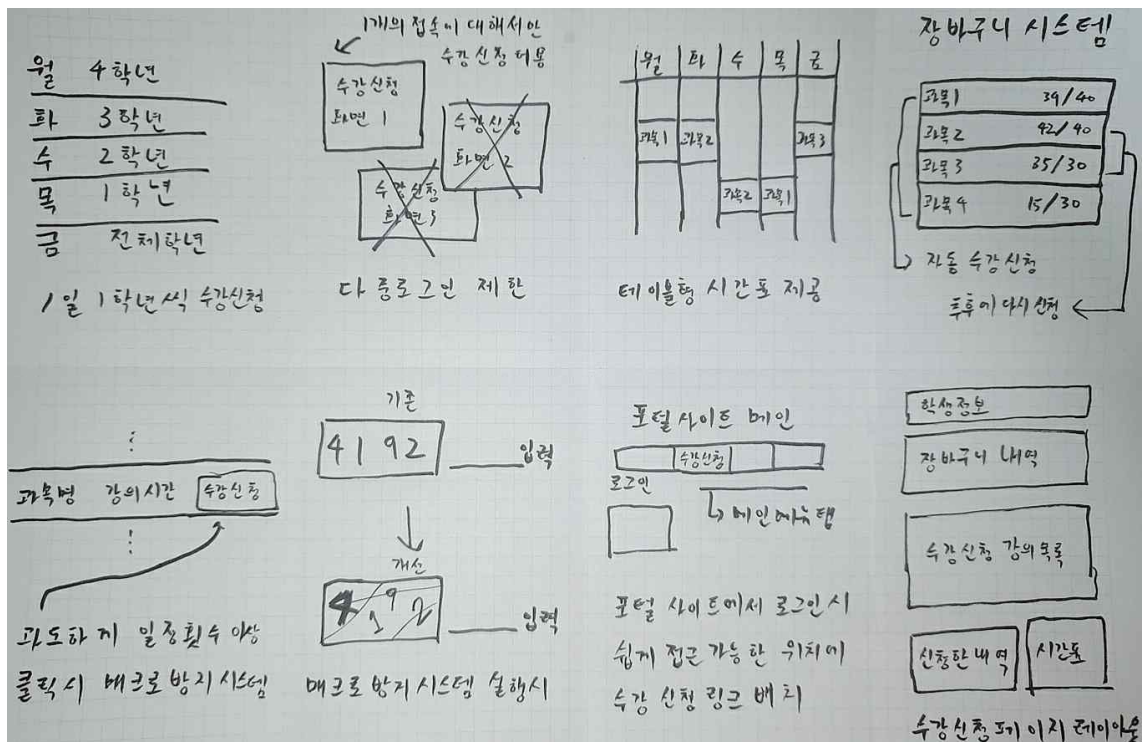 월 4학년
화 3학년
수 2학년
목 1학년
금 전체학년
1일 1학년씩 수강신청
1개의 접속에 대해서만
수강신청 허용
수강신청
화면 1
수강신청
화면 2
수강신청
화면 3
다중로그인 제한
월 화 수 목 금
과목1 과목2 과목3
과목2 과목1
테이블형 시간표 제공
장바구니 시스템
과목1 39/40
과목2 42/40
과목3 35/30
과목4 15/30
자동 수강신청
추후에 다시 신청
과목명 강의시간 수강신청
과도하게 일정횟수 이상
클릭시 매크로 방지 시스템
기존
4192
입력
개선
4 1 9 2
입력
매크로 방지 시스템 실행시
포털 사이트 메인
수강신청
로그인
메인메뉴탭
포털 사이트에서 로그인시
쉽게 접근 가능한 위치에
수강 신청 링크 배치
학생정보
장바구니 내역
수강신청 강의목록
신청한 내역
시간표
수강신청 페이지 레이아웃